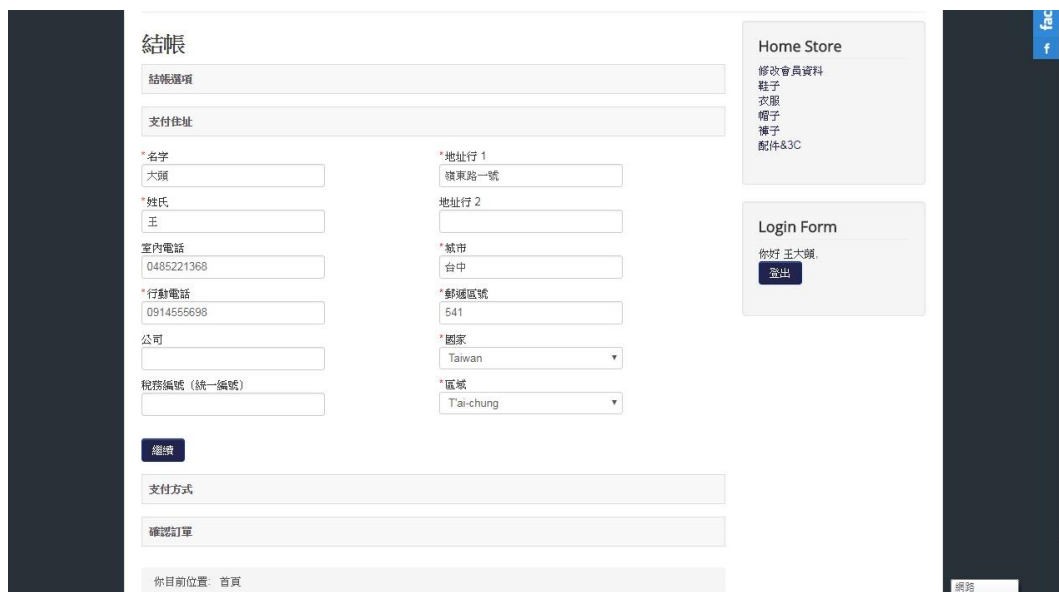 結帳
結帳選項
支付住址
*名字
大頭
*姓氏
王
室內電話
0485221368
*行動電話
0914555698
公司
稅務編號（統一編號）
*地址行 1
嶺東路一號
地址行 2
*城市
台中
*郵遞區號
541
*國家
Taiwan
*區域
T'ai-chung
繼續
支付方式
確認訂單
你目前位置: 首頁
Home Store
修改會員資料
鞋子
衣服
帽子
褲子
配件&3C
Login Form
你好 王大頭,
登出
fac
f
網路